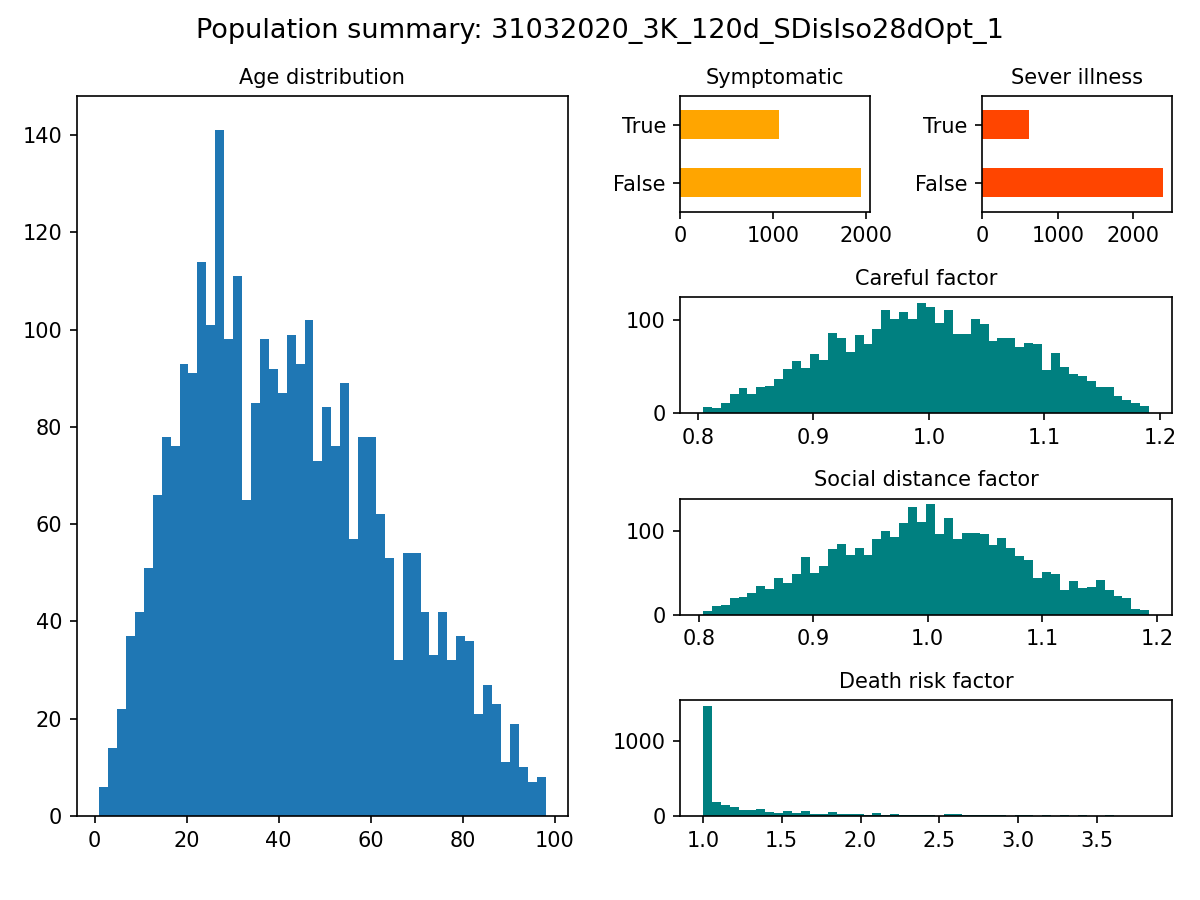 Population summary: 31032020_3K_120d_SDisIso28dOpt_1
Age distribution
140
120
100
80
60
40
20
0
0 20 40 60 80 100
Symptomatic
True
False
0 1000 2000
Sever illness
True
False
0 1000 2000
Careful factor
100
0
0.8 0.9 1.0 1.1 1.2
Social distance factor
100
0
0.8 0.9 1.0 1.1 1.2
Death risk factor
1000
0
1.0 1.5 2.0 2.5 3.0 3.5